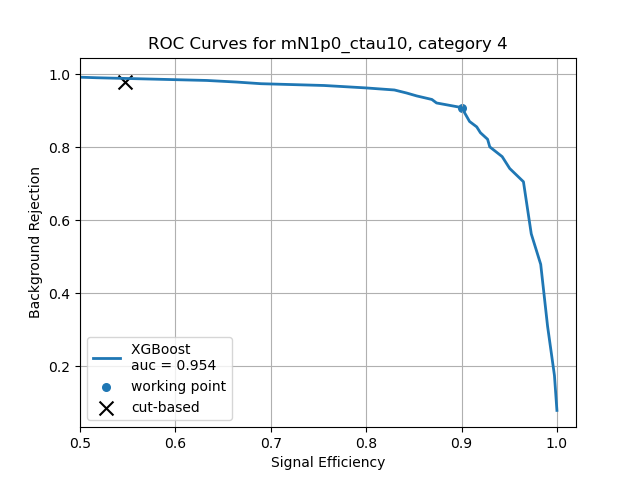 ROC Curves for mN1p0_ctau10, category 4
Background Rejection
1.0
0.8
0.6
0.4
0.2
XGBoost
auc = 0.954
working point
cut-based
0.5 0.6 0.7 0.8 0.9 1.0
Signal Efficiency